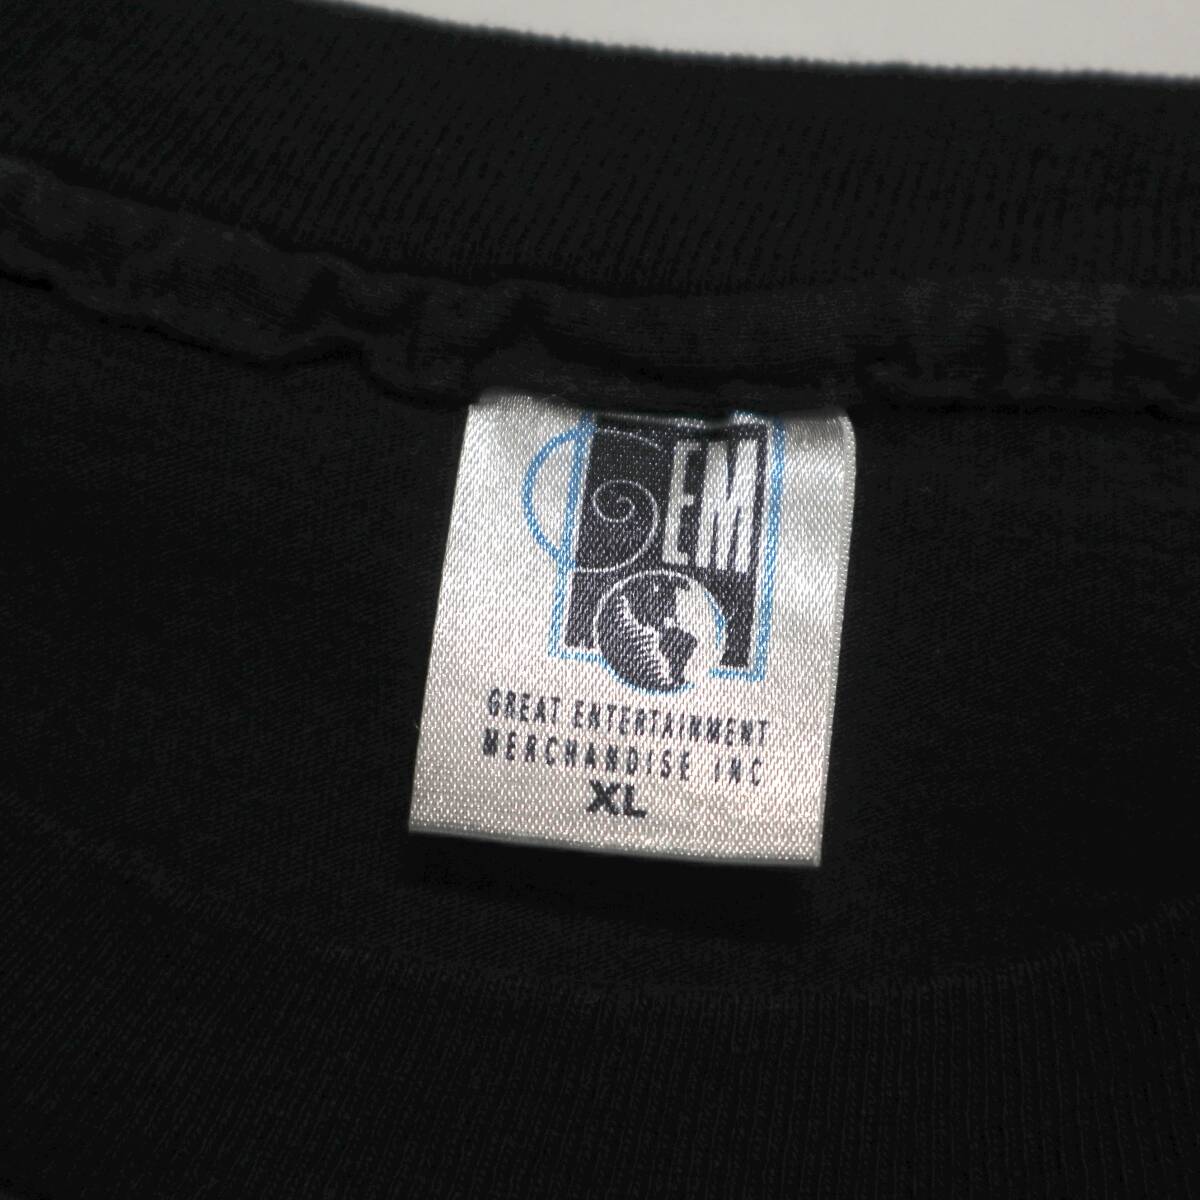 GEM
GREAT ENTERTAINMENT
MERCHANDISE INC
XL